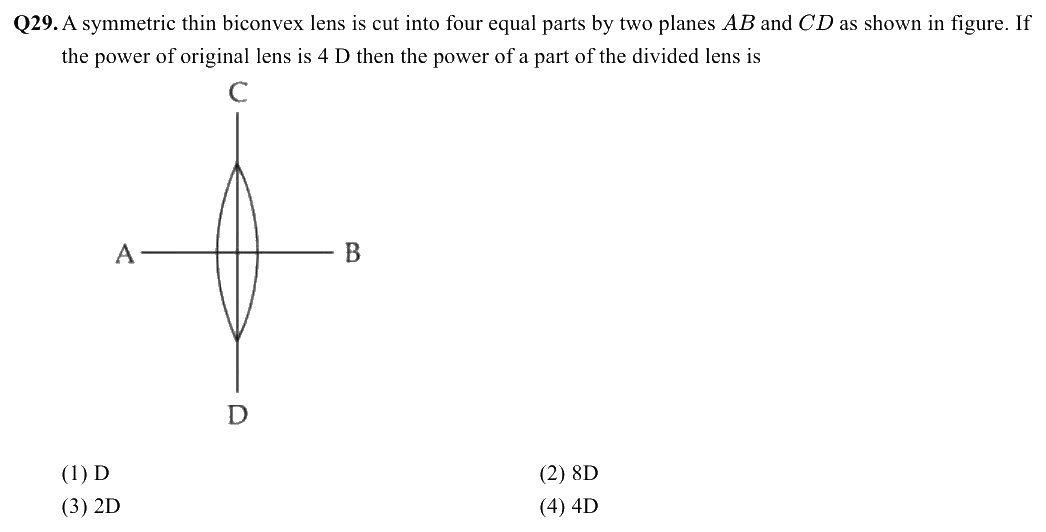 Q29. A symmetric thin biconvex lens is cut into four equal parts by two planes AB and CD as shown in figure. If
the power of original lens is 4 D then the power of a part of the divided lens is
C
A B
D
(1) D (2) 8D
(3) 2D (4) 4D